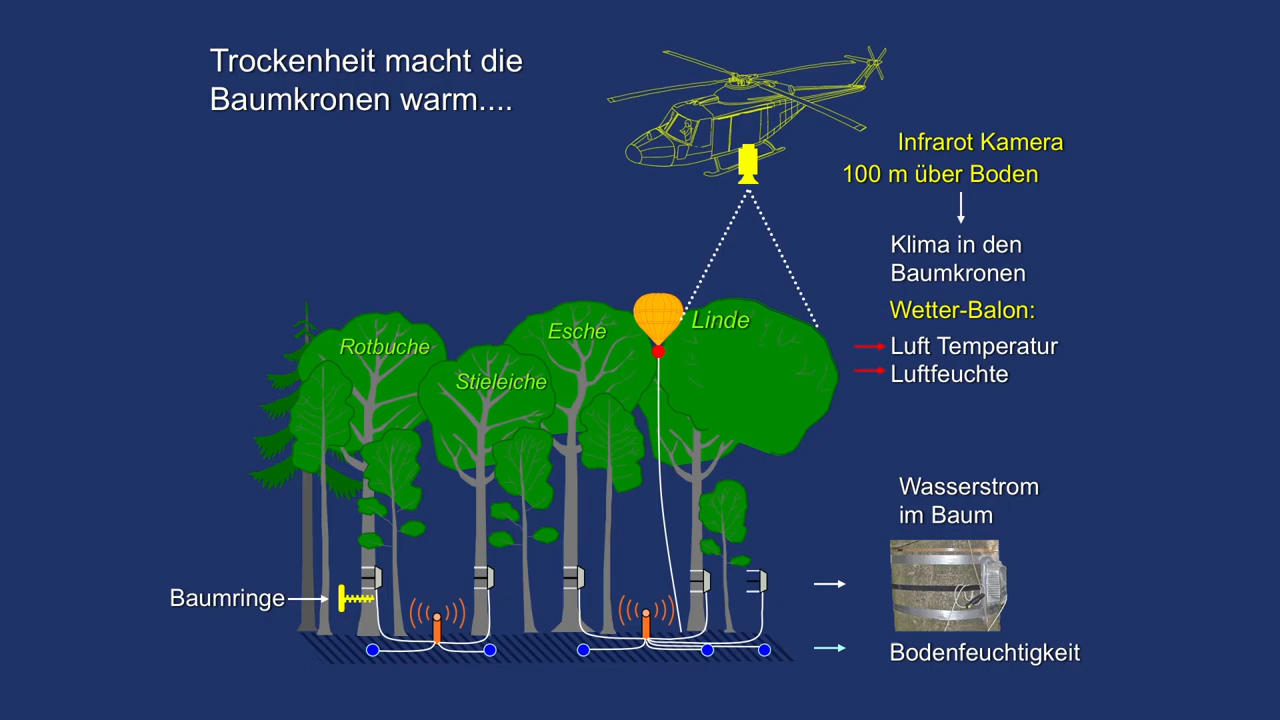 Trockenheit macht die
Baumkronen warm....
Infrarot Kamera
100 m über Boden
Klima in den
Baumkronen
Wetter-Balon:
Luft Temperatur
Luftfeuchte
Rotbuche
Stieleiche
Esche
Linde
Wasserstrom
im Baum
Baumringe
Bodenfeuchtigkeit